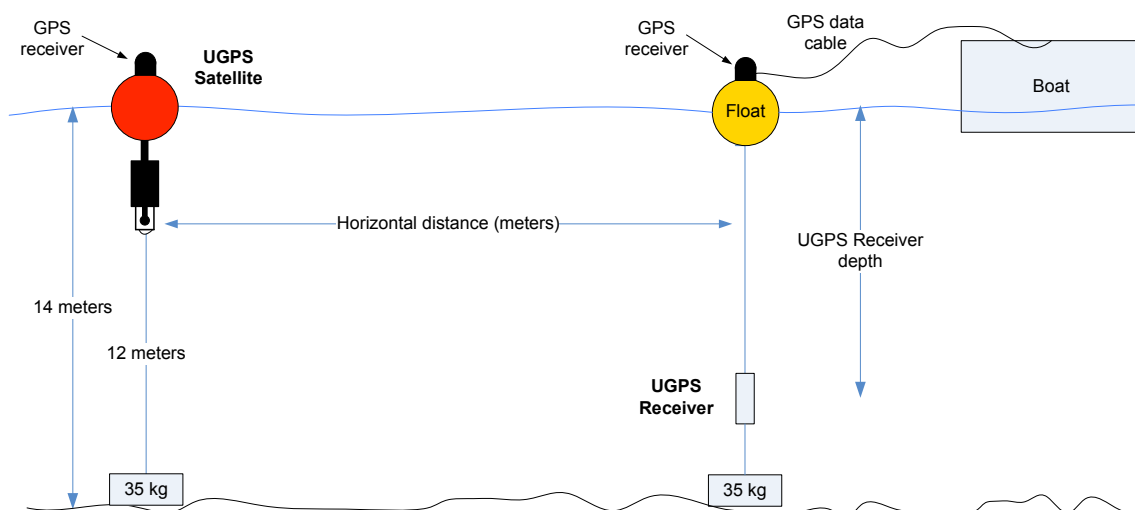 GPS
receiver
UGPS
Satellite
GPS
receiver
GPS data
cable
Boat
Float
Horizontal distance (meters)
UGPS Receiver
depth
14 meters
12 meters
UGPS
Receiver
35 kg
35 kg